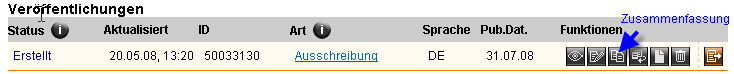 Veröffentlichungen
Zusammenfassung
Status i Aktualisiert ID Art i Sprache Pub.Dat. Funktionen
Erstellt 20.05.08, 13:20 50033130 Ausschreibung DE 31.07.08